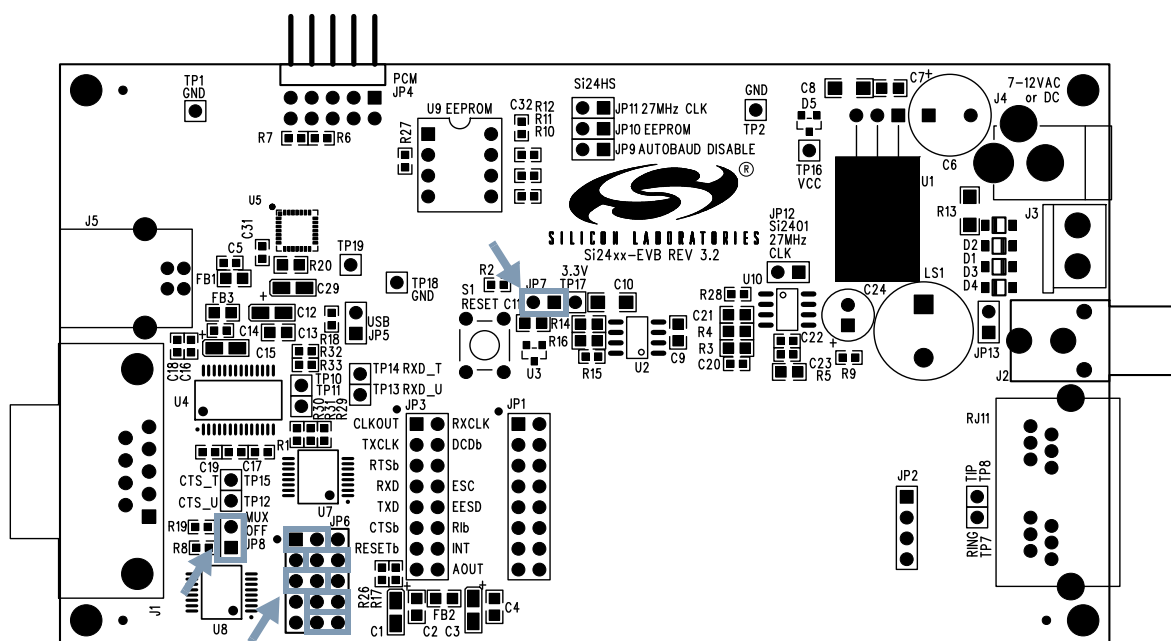 TP1
GND
PCM
JP4
R7
R6
R27
U9 EEPROM
C32
R12
R11
R10
Si24HS
JP11 27MHz CLK
JP10 EEPROM
JP9 AUTOBAUD DISABLE
GND
TP2
C8
D5
TP16
VCC
C7
+
C6
7-12VAC
or DC
J4
U1
R13
J3
D2
D1
D3
D4
®
SILICON LABORATORIES
Si24xx-EVB REV 3.2
JP12
Si2401
27MHz
CLK
J5
U5
C31
C5
FB1
R20
TP19
C29
TP18
GND
FB3
+
C12
C14
C13
+
C15
R18
USB
JP5
R2
S1
RESET
C11
JP7
3.3V
TP17
C10
R14
R16
R15
U3
U2
C9
U10
R28
C21
R4
R3
C20
C22
C23
R5
C24
+
R9
LS1
JP13
J2
C18
C16
U4
R32
R33
TP10
TP11
TP14 RXD_T
TP13 RXD_U
R30
R31
R29
R1
C19
C17
CTS_T
TP15
CTS_U
TP12
MUX
OFF
JP8
R19
R8
U8
J1
U7
JP6
JP3
JP1
CLKOUT
RXCLK
TXCLK
DCDb
RTSb
RXD
ESC
TXD
EESD
CTSb
RIb
RESETb
INT
AOUT
R26
R17
+
C1
C2
FB2
C3
+
C4
JP2
RJ11
TIP
TP8
RING
TP7